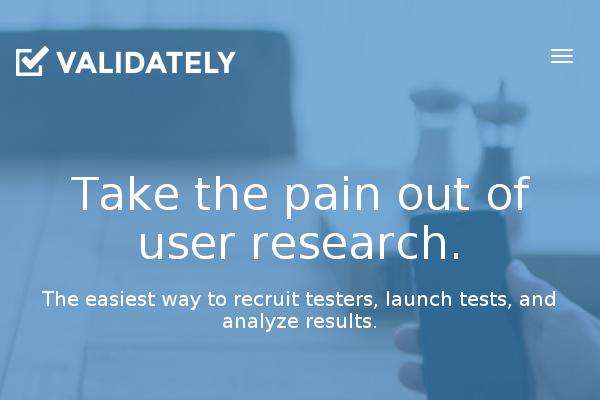 VALIDATELY
Take the pain out of
user research.
The easiest way to recruit testers, launch tests, and
analyze results.